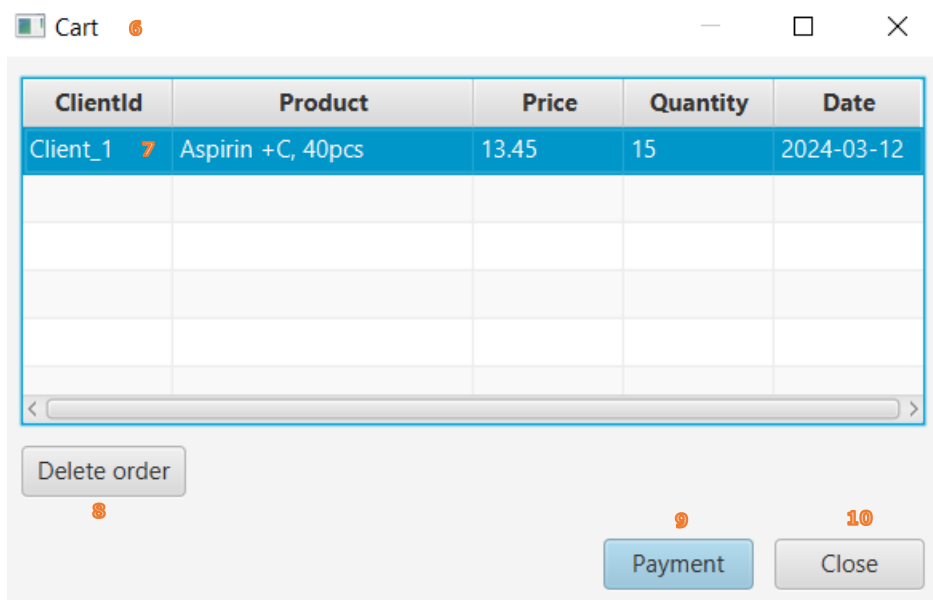 Cart 6
ClientId Product Price Quantity Date
Client_1 7 Aspirin +C, 40pcs 13.45 15 2024-03-12
Delete order
8
9 10
Payment Close